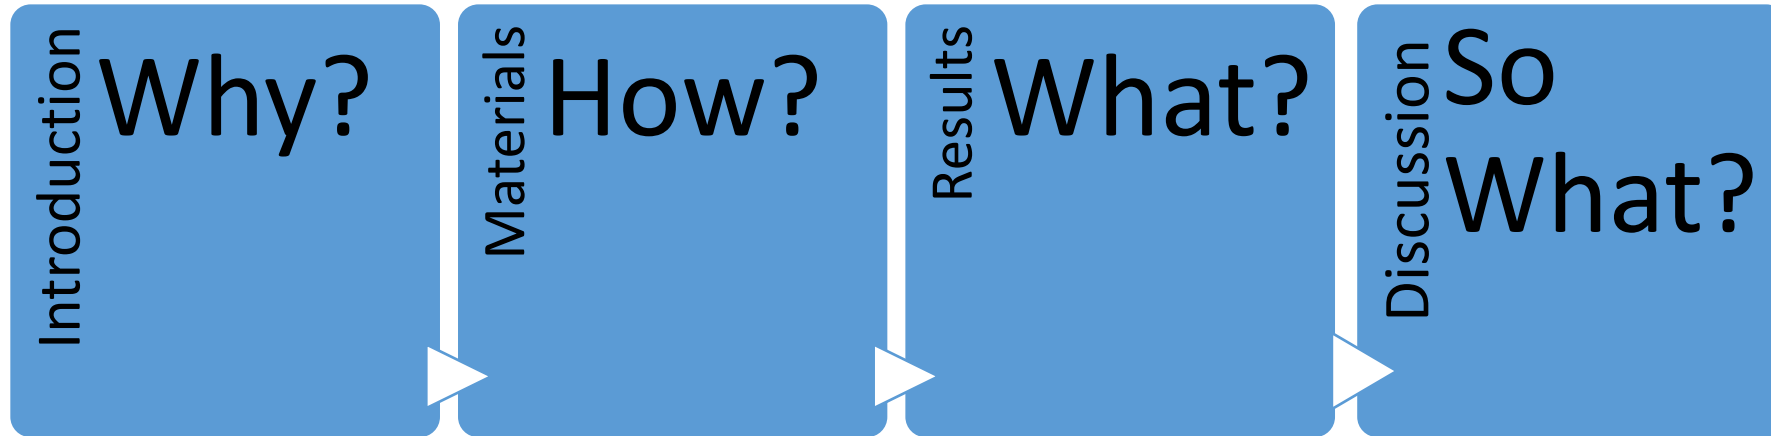 Introduction
Why?
Materials
How?
Results
What?
Discussion
So
What?